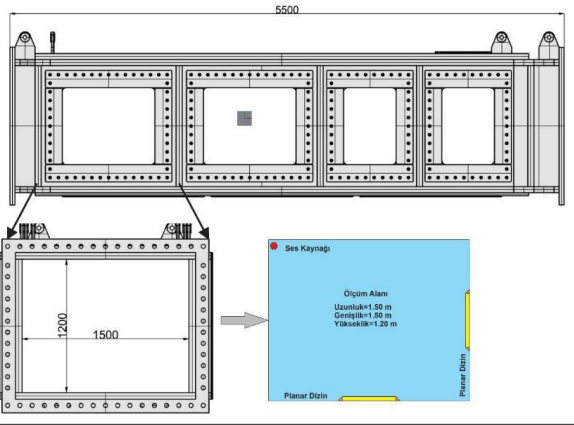 5500
Ses Kaynağı
Ölçüm Alanı
Uzunluk=1.50 m
Genişlik=1.50 m
Yükseklik=1.20 m
1200
1500
Planar Dizin
Planar Dizin